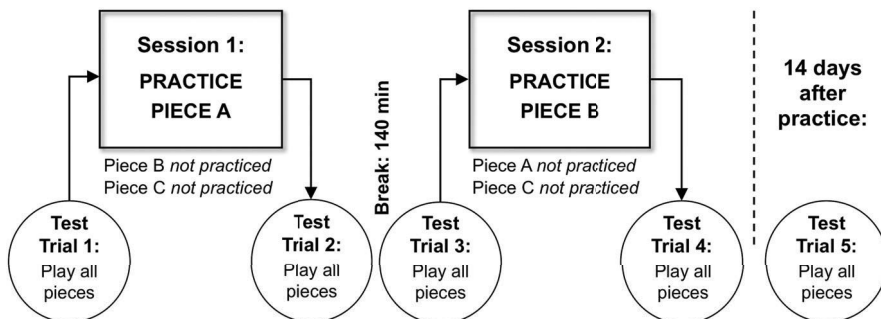 Session 1:
PRACTICE
PIECE A
Piece B not practiced
Piece C not practiced
Test
Trial 1:
Play all
pieces
Test
Trial 2:
Play all
pieces
Break: 140 min
Session 2:
PRACTICE
PIECE B
Piece A not practiced
Piece C not practiced
Test
Trial 3:
Play all
pieces
Test
Trial 4:
Play all
pieces
14 days
after
practice:
Test
Trial 5:
Play all
pieces